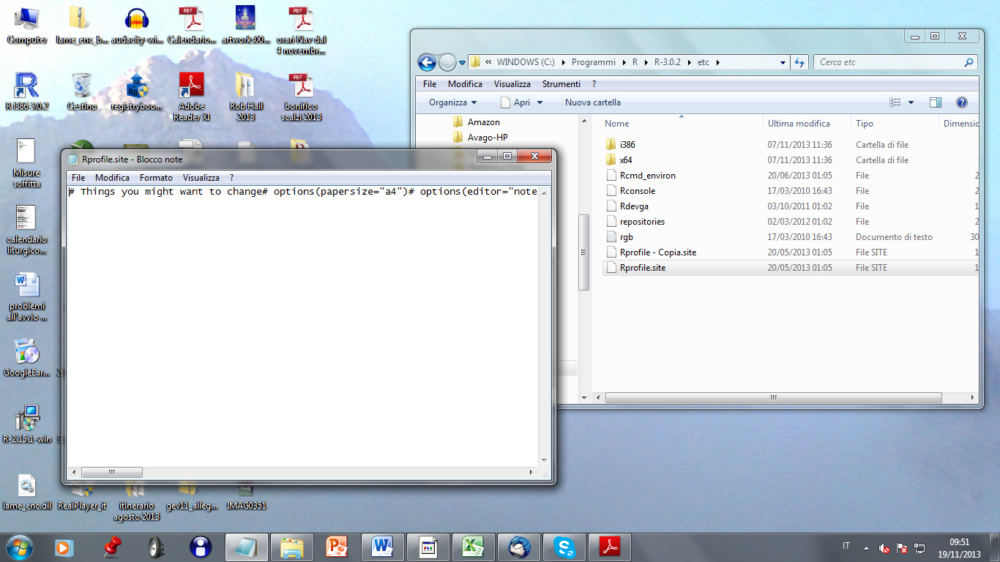 Computer
lame_enc_b...
audacity-wi...
Calendario...
artworks00...
orari Nav dal
4 novembr...
R i386 3.0.2
Cestino
registryboo...
Adobe
Reader XI
Rob Hall
2013
bonifico
scalzi 2013
Misure
soffitta
calendario
liturgico...
problemi
all'avvio ...
GoogleEar...
R-2.15.1-win
lame_enc.dll
RealPlayer_it
itinerario
agosto 2013
gev11_alleg...
IMAG0351
« WINDOWS (C:) Programmi R R-3.0.2 etc
Cerca etc
File Modifica Visualizza Strumenti ?
Organizza Apri Nuova cartella
Amazon
Avago-HP
Nome Ultima modifica Tipo Dimensio
i386 07/11/2013 11:36 Cartella di file
x64 07/11/2013 11:36 Cartella di file
Rcmd_environ 20/06/2013 01:05 File 2
Rconsole 17/03/2010 16:43 File 2
Rdevga 03/10/2011 01:02 File 1
repositories 02/03/2012 01:02 File 2
rgb 17/03/2010 16:43 Documento di testo 30
Rprofile - Copia.site 20/05/2013 01:05 File SITE 1
Rprofile.site 20/05/2013 01:05 File SITE 1
Rprofile.site - Blocco note
File Modifica Formato Visualizza ?
# Things you might want to change# options(papersize="a4")# options(editor="note
IT
09:51
19/11/2013